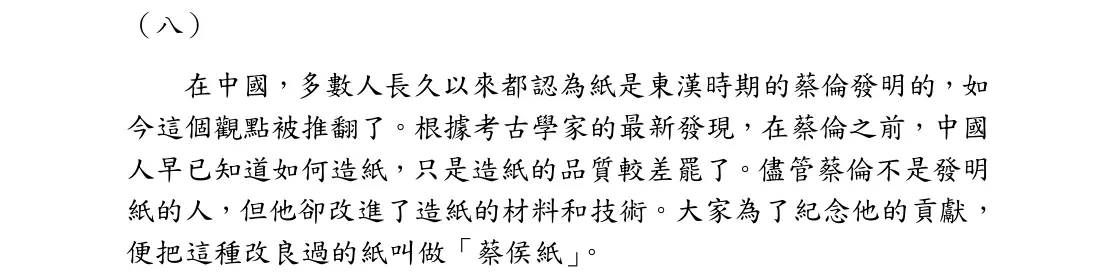 （八）
在中國，多數人長久以來都認為紙是東漢時期的蔡倫發明的，如
今這個觀點被推翻了。根據考古學家的最新發現，在蔡倫之前，中國
人早已知道如何造紙，只是造紙的品質較差罷了。儘管蔡倫不是發明
紙的人，但他卻改進了造紙的材料和技術。大家為了紀念他的貢獻，
便把這種改良過的紙叫做「蔡侯紙」。